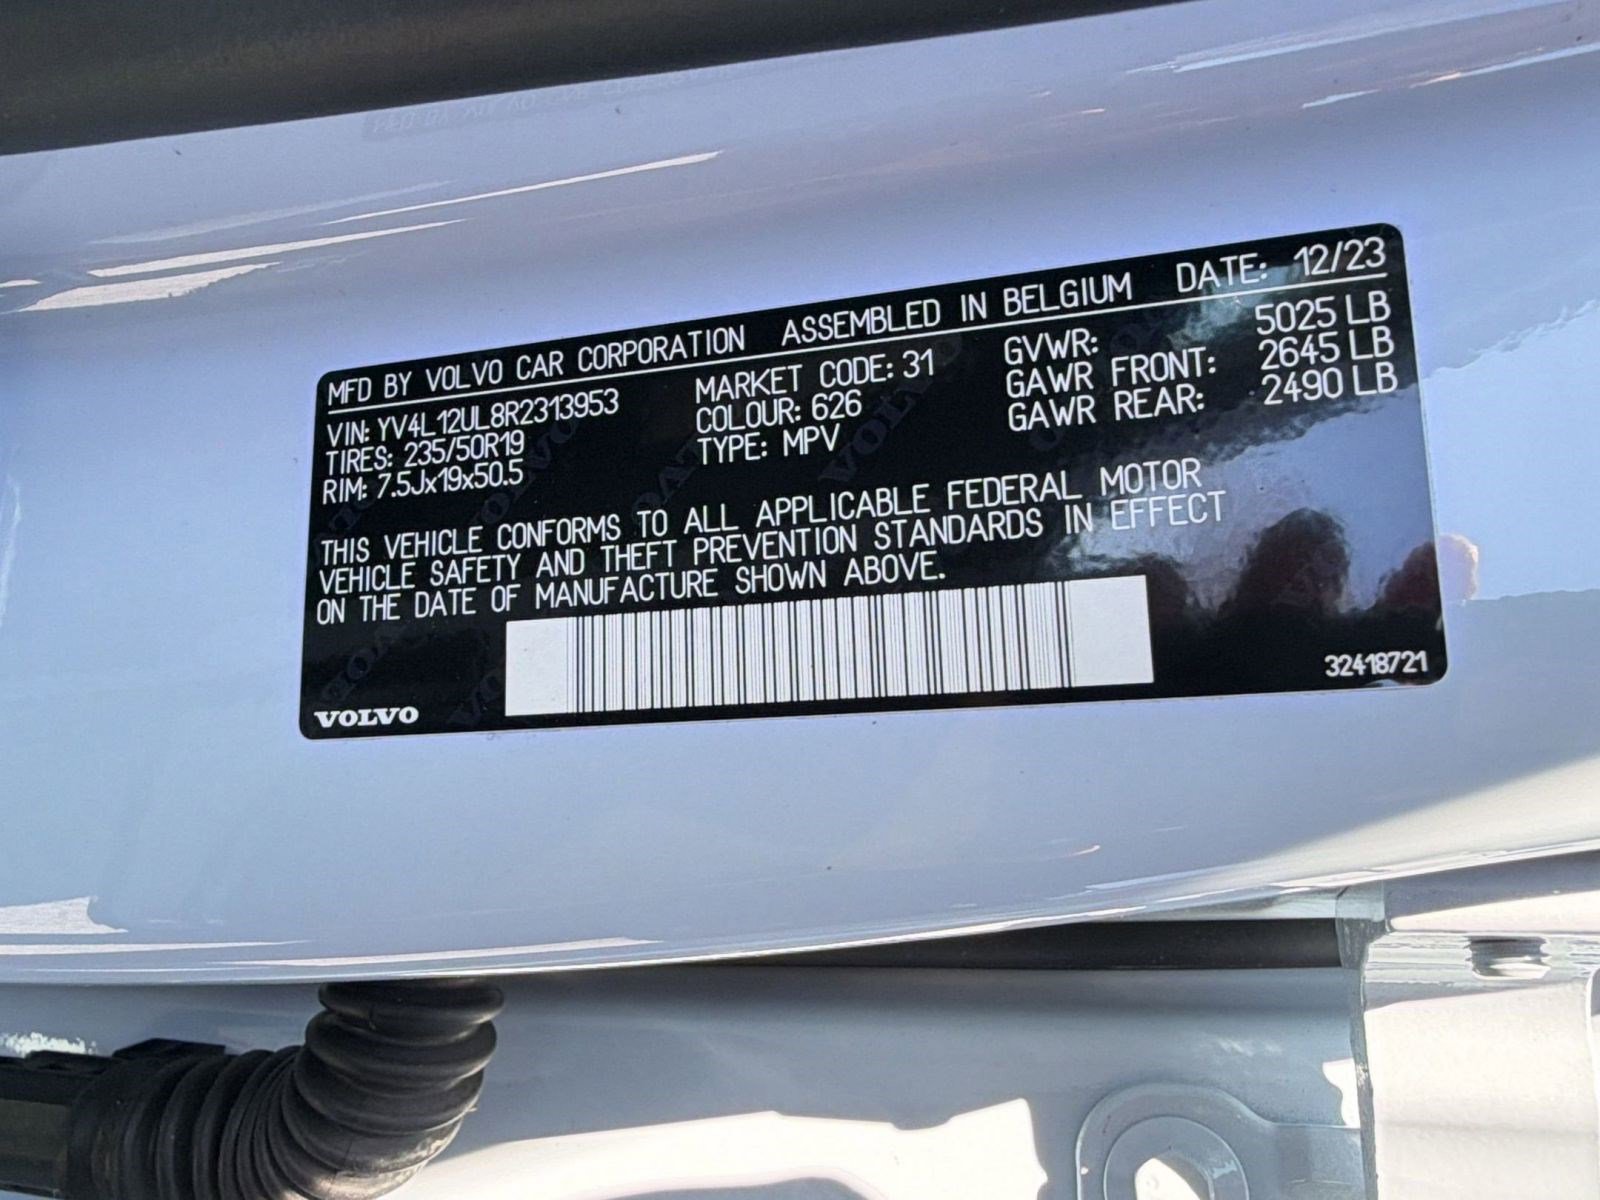 MFD BY VOLVO CAR CORPORATION ASSEMBLED IN BELGIUM DATE: 12/23
VIN: YV4L12UL8R2313953 MARKET CODE: 31 GVWR: 5025 LB
TIRES: 235/50R19 COLOUR: 626 GAWR FRONT: 2645 LB
RIM: 7.5Jx19x50.5 TYPE: MPV GAWR REAR: 2490 LB
THIS VEHICLE CONFORMS TO ALL APPLICABLE FEDERAL MOTOR
VEHICLE SAFETY AND THEFT PREVENTION STANDARDS IN EFFECT
ON THE DATE OF MANUFACTURE SHOWN ABOVE.
VOLVO 32418721